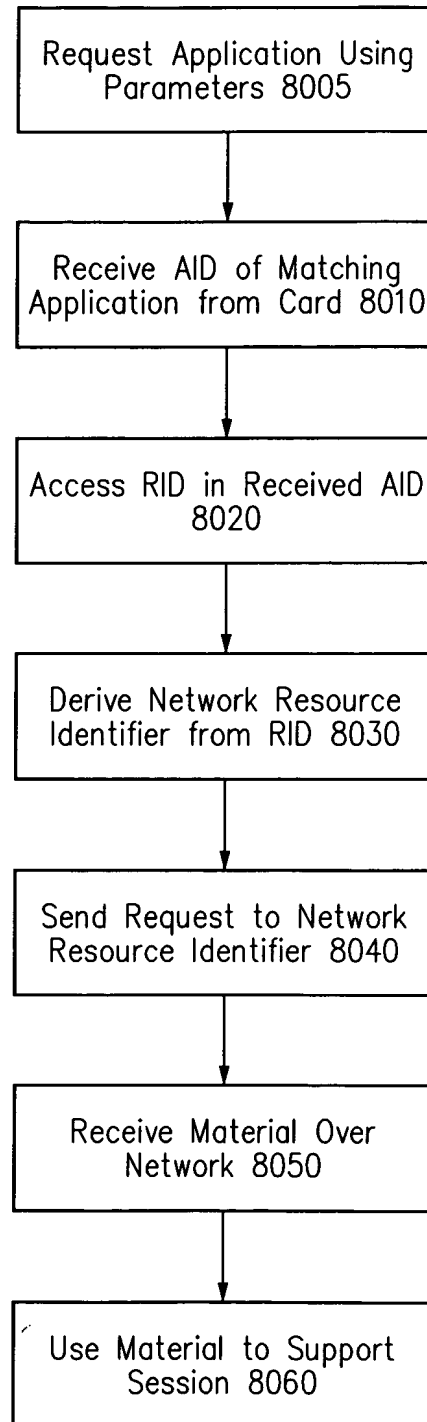 Request Application Using
Parameters 8005
Receive AID of Matching
Application from Card 8010
Access RID in Received AID
8020
Derive Network Resource
Identifier from RID 8030
Send Request to Network
Resource Identifier 8040
Receive Material Over
Network 8050
Use Material to Support
Session 8060